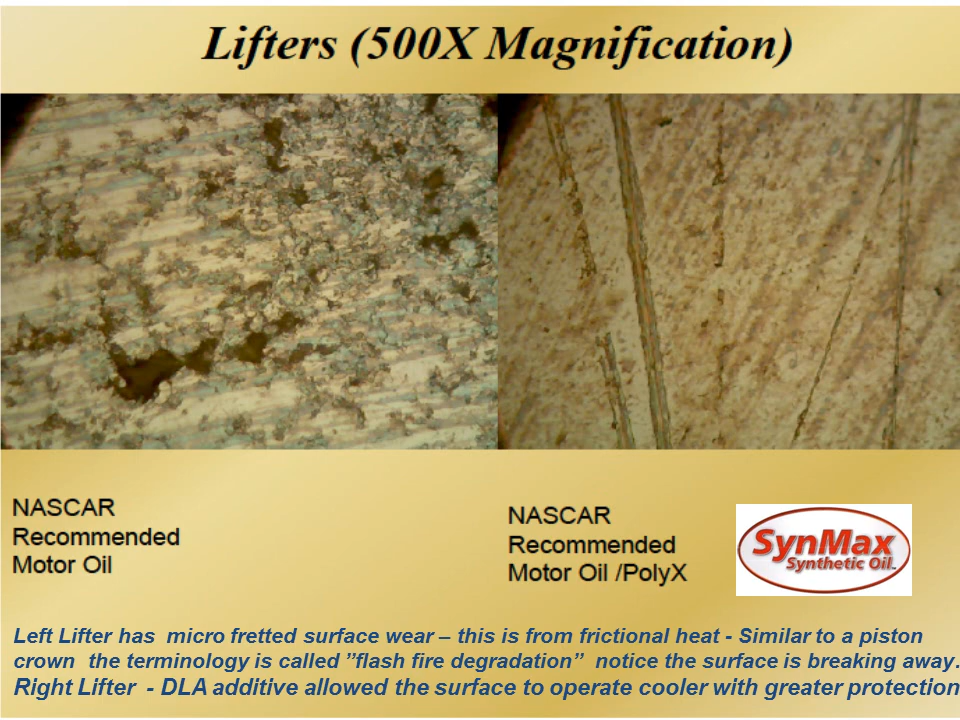 Lifters (500X Magnification)
NASCAR
Recommended
Motor Oil
NASCAR
Recommended
Motor Oil /PolyX
SynMax
Synthetic Oil
Left Lifter has micro fretted surface wear – this is from frictional heat - Similar to a piston
crown the terminology is called ”flash fire degradation” notice the surface is breaking away.
Right Lifter - DLA additive allowed the surface to operate cooler with greater protection